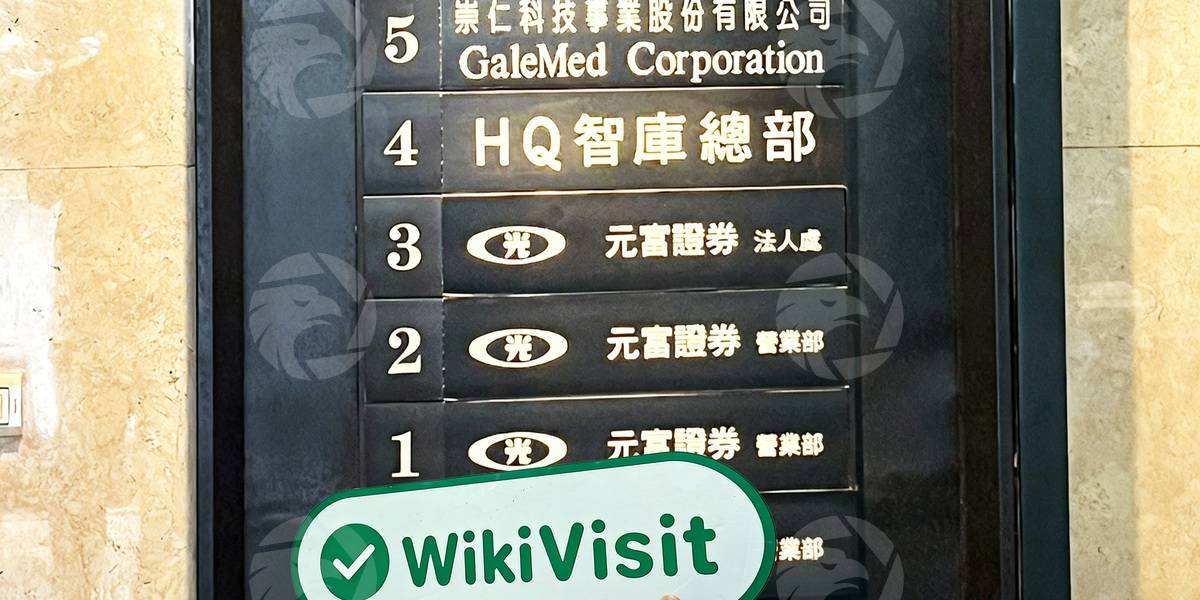 5 崇仁科技事業股份有限公司
GaleMed Corporation
4 HQ智庫總部
3 光 元富證券 法人處
2 光 元富證券 營業部
1 光 元富證券 營業部
業部
WikiVisit